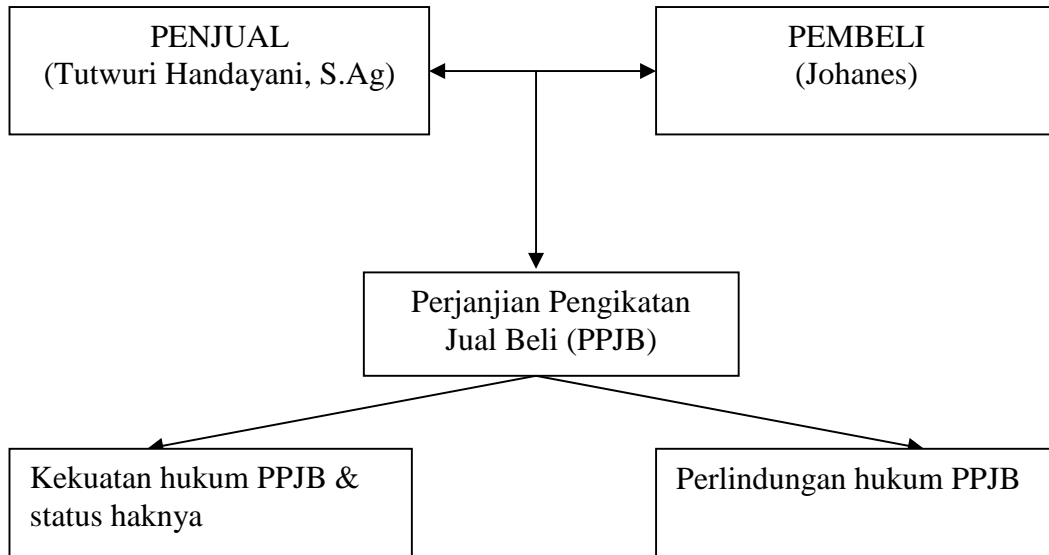 PENJUAL
(Tutwuri Handayani, S.Ag)
PEMBELI
(Johanes)
Perjanjian Pengikatan
Jual Beli (PPJB)
Kekuatan hukum PPJB &
status haknya
Perlindungan hukum PPJB